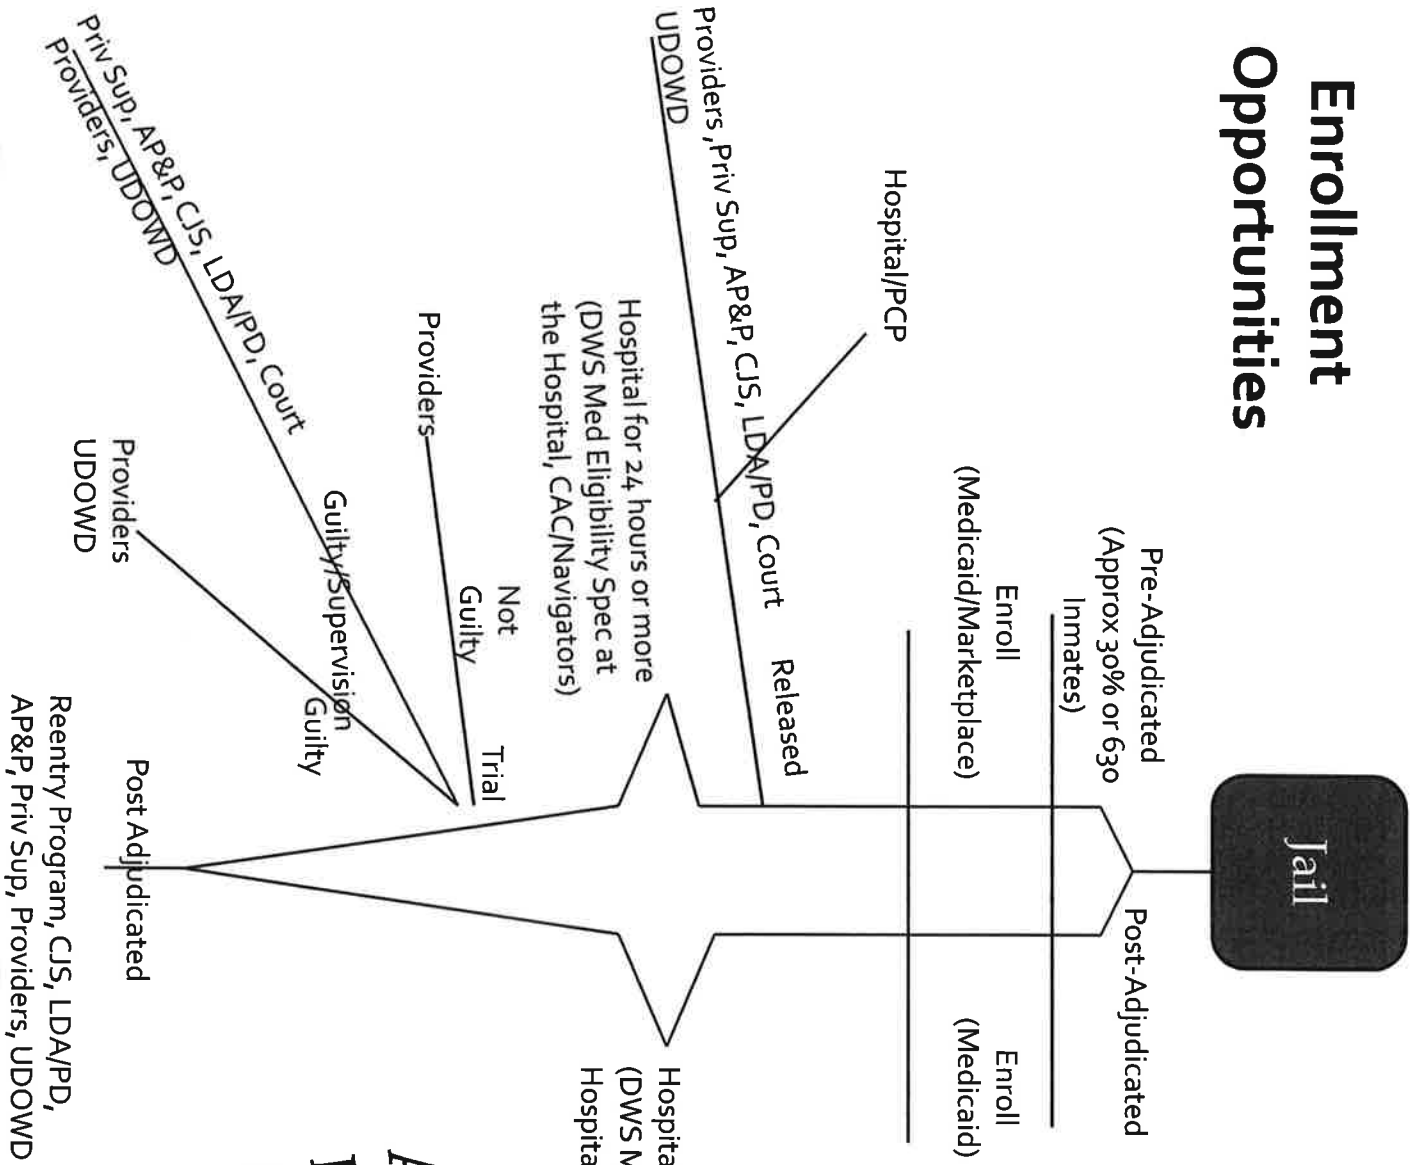 Enrollment
Opportunities
Jail
Pre-Adjudicated
(Approx 30% or 630
Inmates)
Post-Adjudicated
Enroll
(Medicaid/Marketplace)
Enroll
(Medicaid)
Hospital/PCP
Released
Providers ,Priv Sup, AP&P, CJS, LDA/PD, Court
UDOWD
Hospital for 24 hours or more
(DWS Med Eligibility Spec at
the Hospital, CAC/Navigators)
Hospita
(DWS M
Hospita
Not
Guilty
Trial
Providers
Guilty/Supervision
Guilty
Priv Sup, AP&P, CJS, LDA/PD, Court
Providers, UDOWD
Providers
UDOWD
Post Adjudicated
Reentry Program, CJS, LDA/PD,
AP&P, Priv Sup, Providers, UDOWD